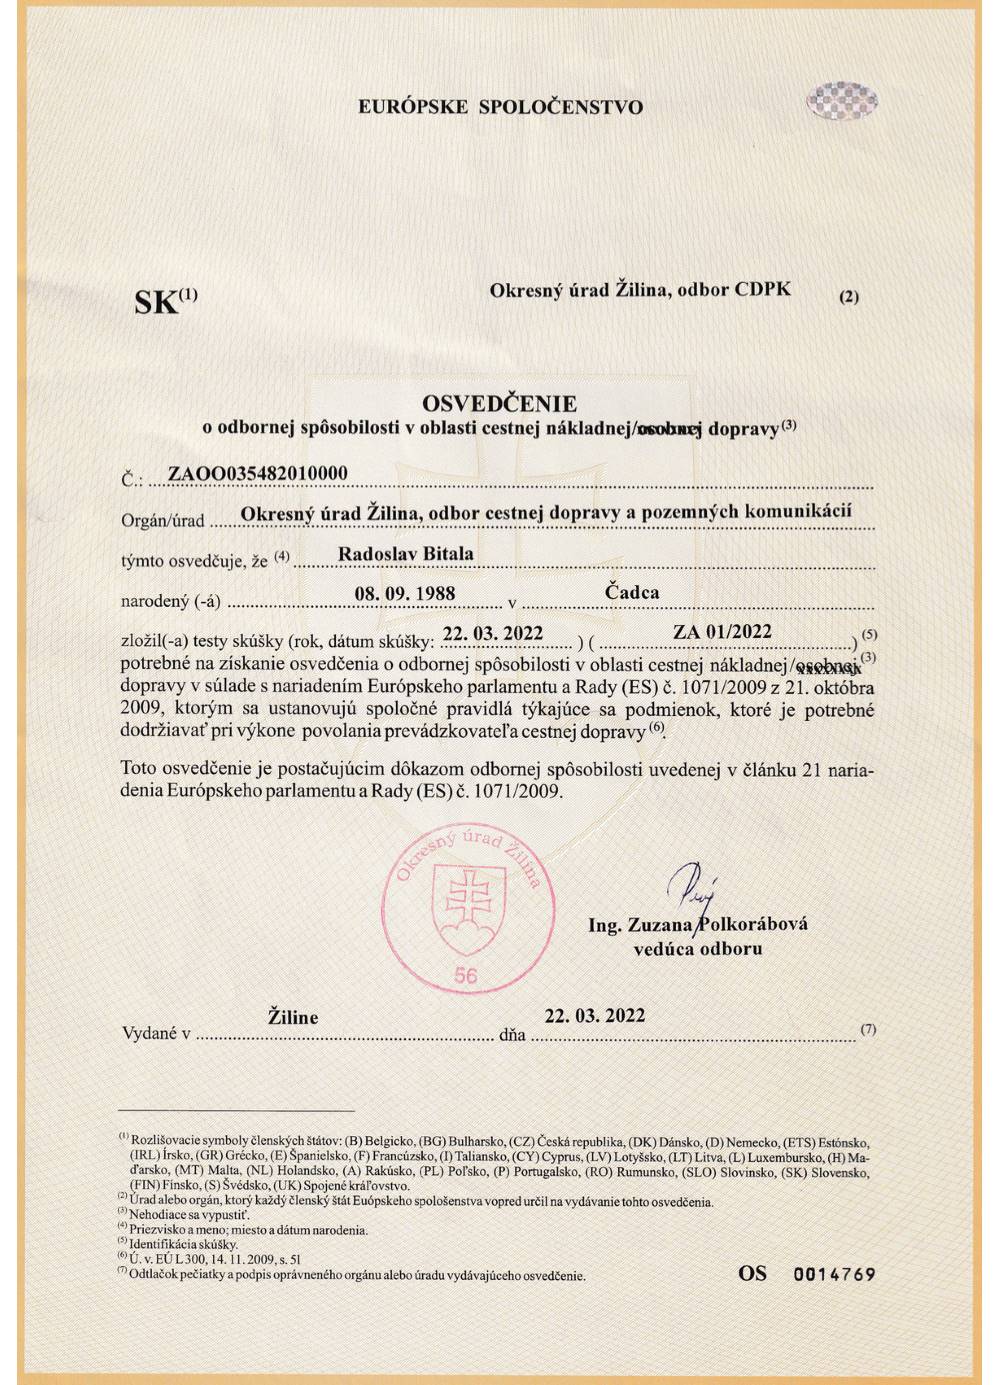 EURÓPSKE SPOLOČENSTVO
SK(1)
Okresný úrad Žilina, odbor CDPK (2)
OSVEDČENIE
o odbornej spôsobilosti v oblasti cestnej nákladnej/osobnej dopravy(3)
Č.: ZAOO035482010000
Orgán/úrad Okresný úrad Žilina, odbor cestnej dopravy a pozemných komunikácií
týmto osvedčuje, že (4) Radoslav Bitala
narodený (-á) 08. 09. 1988 v Čadca
zložil(-a) testy skúšky (rok, dátum skúšky: 22. 03. 2022 ) ( ZA 01/2022 )(5)
potrebné na získanie osvedčenia o odbornej spôsobilosti v oblasti cestnej nákladnej/osobnej(3)
dopravy v súlade s nariadením Európskeho parlamentu a Rady (ES) č. 1071/2009 z 21. októbra
2009, ktorým sa ustanovujú spoločné pravidlá týkajúce sa podmienok, ktoré je potrebné
dodržiavať pri výkone povolania prevádzkovateľa cestnej dopravy(6).
Toto osvedčenie je postačujúcim dôkazom odbornej spôsobilosti uvedenej v článku 21 naria-
denia Európskeho parlamentu a Rady (ES) č. 1071/2009.
Okresný úrad Žilina
56
Ing. Zuzana Polkorábová
vedúca odboru
Vydané v Žiline dňa 22. 03. 2022 (7)
(1) Rozlišovacie symboly členských štátov: (B) Belgicko, (BG) Bulharsko, (CZ) Česká republika, (DK) Dánsko, (D) Nemecko, (ETS) Estónsko,
(IRL) Írsko, (GR) Grécko, (E) Španielsko, (F) Francúzsko, (I) Taliansko, (CY) Cyprus, (LV) Lotyšsko, (LT) Litva, (L) Luxembursko, (H) Ma-
ďarsko, (MT) Malta, (NL) Holandsko, (A) Rakúsko, (PL) Poľsko, (P) Portugalsko, (RO) Rumunsko, (SLO) Slovinsko, (SK) Slovensko,
(FIN) Fínsko, (S) Švédsko, (UK) Spojené kráľovstvo.
(2) Úrad alebo orgán, ktorý každý členský štát Euópskeho spološenstva vopred určil na vydávanie tohto osvedčenia.
(3) Nehodiace sa vypustiť.
(4) Priezvisko a meno; miesto a dátum narodenia.
(5) Identifikácia skúšky.
(6) Ú. v. EÚ L 300, 14. 11. 2009, s. 51
(7) Odtlačok pečiatky a podpis oprávneného orgánu alebo úradu vydávajúceho osvedčenie.
OS 0014769